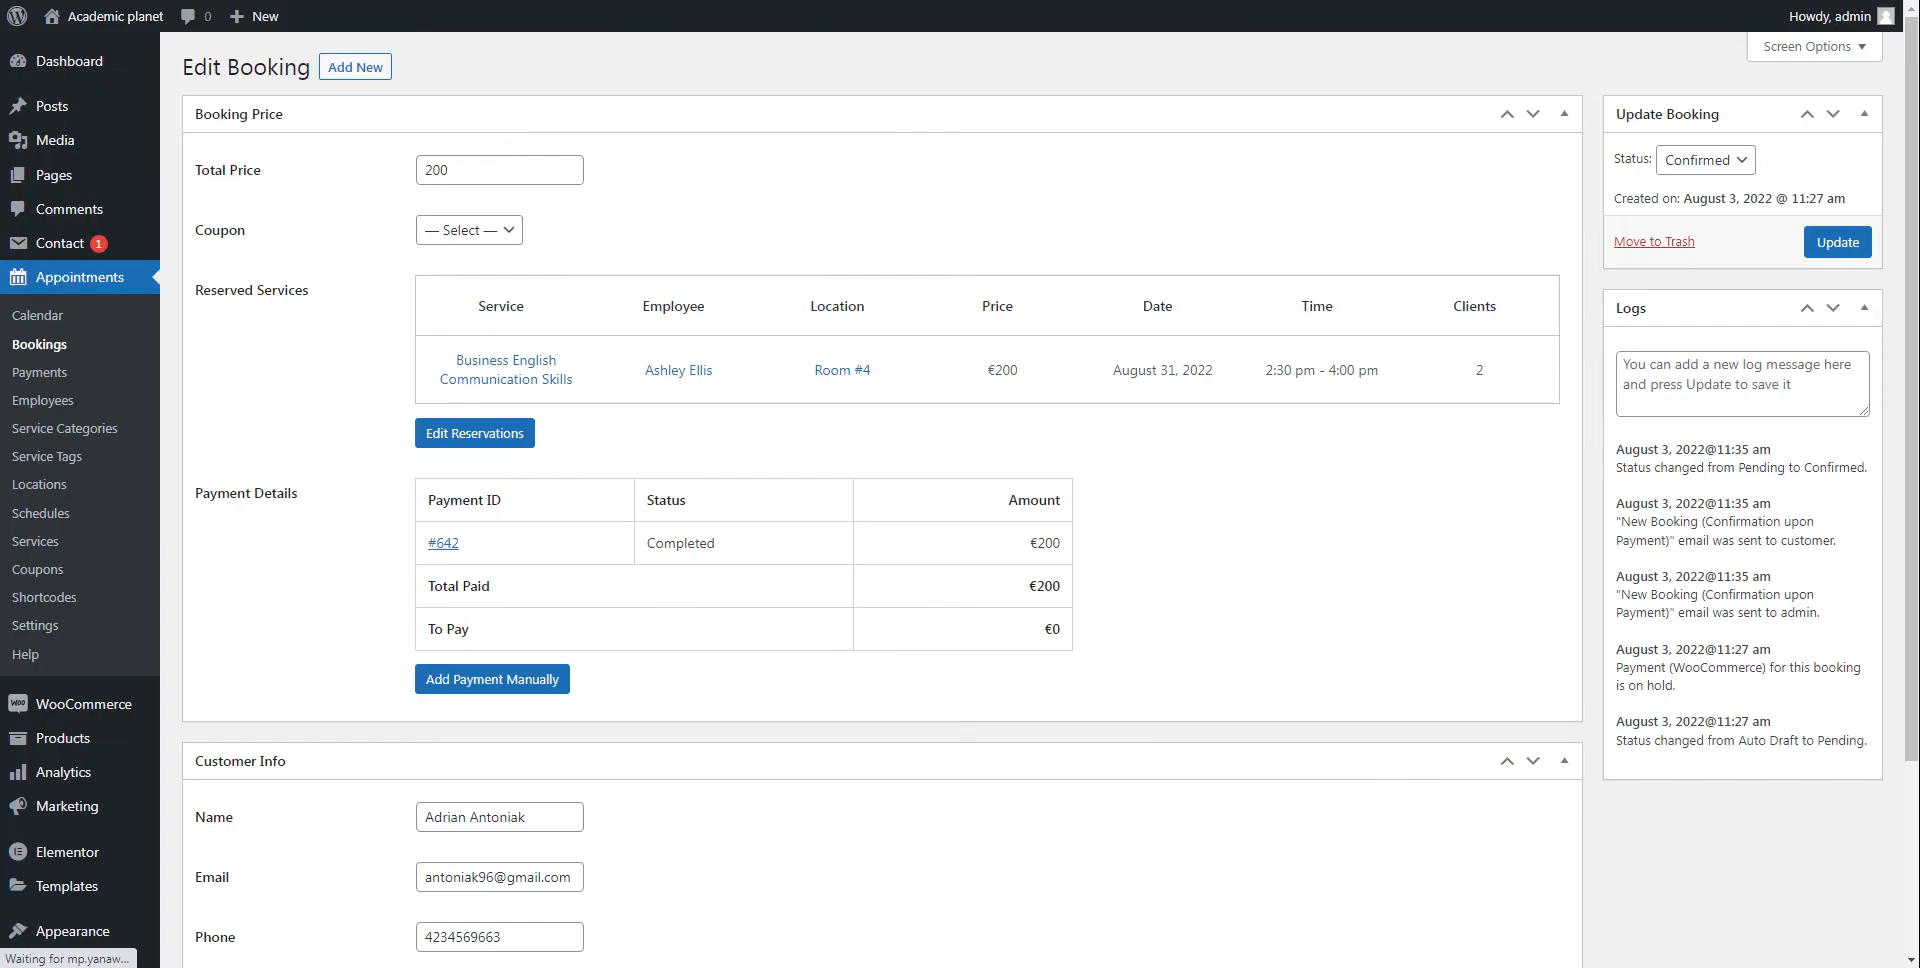 Academic planet
0
New
Howdy, admin
Screen Options
Dashboard
Posts
Media
Pages
Comments
Contact 1
Appointments
Calendar
Bookings
Payments
Employees
Service Categories
Service Tags
Locations
Schedules
Services
Coupons
Shortcodes
Settings
Help
WooCommerce
Products
Analytics
Marketing
Elementor
Templates
Appearance
Waiting for mp.yanaw...
Edit Booking
Add New
Booking Price
Total Price
200
Coupon
— Select —
Reserved Services
Service Employee Location Price Date Time Clients
Business English
Communication Skills
Ashley Ellis
Room #4
€200
August 31, 2022
2:30 pm - 4:00 pm
2
Edit Reservations
Payment Details
Payment ID Status Amount
#642 Completed €200
Total Paid €200
To Pay €0
Add Payment Manually
Customer Info
Name
Adrian Antoniak
Email
antoniak96@gmail.com
Phone
4234569663
Update Booking
Status: Confirmed
Created on: August 3, 2022 @ 11:27 am
Move to Trash
Update
Logs
You can add a new log message here
and press Update to save it
August 3, 2022@11:35 am
Status changed from Pending to Confirmed.
August 3, 2022@11:35 am
"New Booking (Confirmation upon
Payment)" email was sent to customer.
August 3, 2022@11:35 am
"New Booking (Confirmation upon
Payment)" email was sent to admin.
August 3, 2022@11:27 am
Payment (WooCommerce) for this booking
is on hold.
August 3, 2022@11:27 am
Status changed from Auto Draft to Pending.